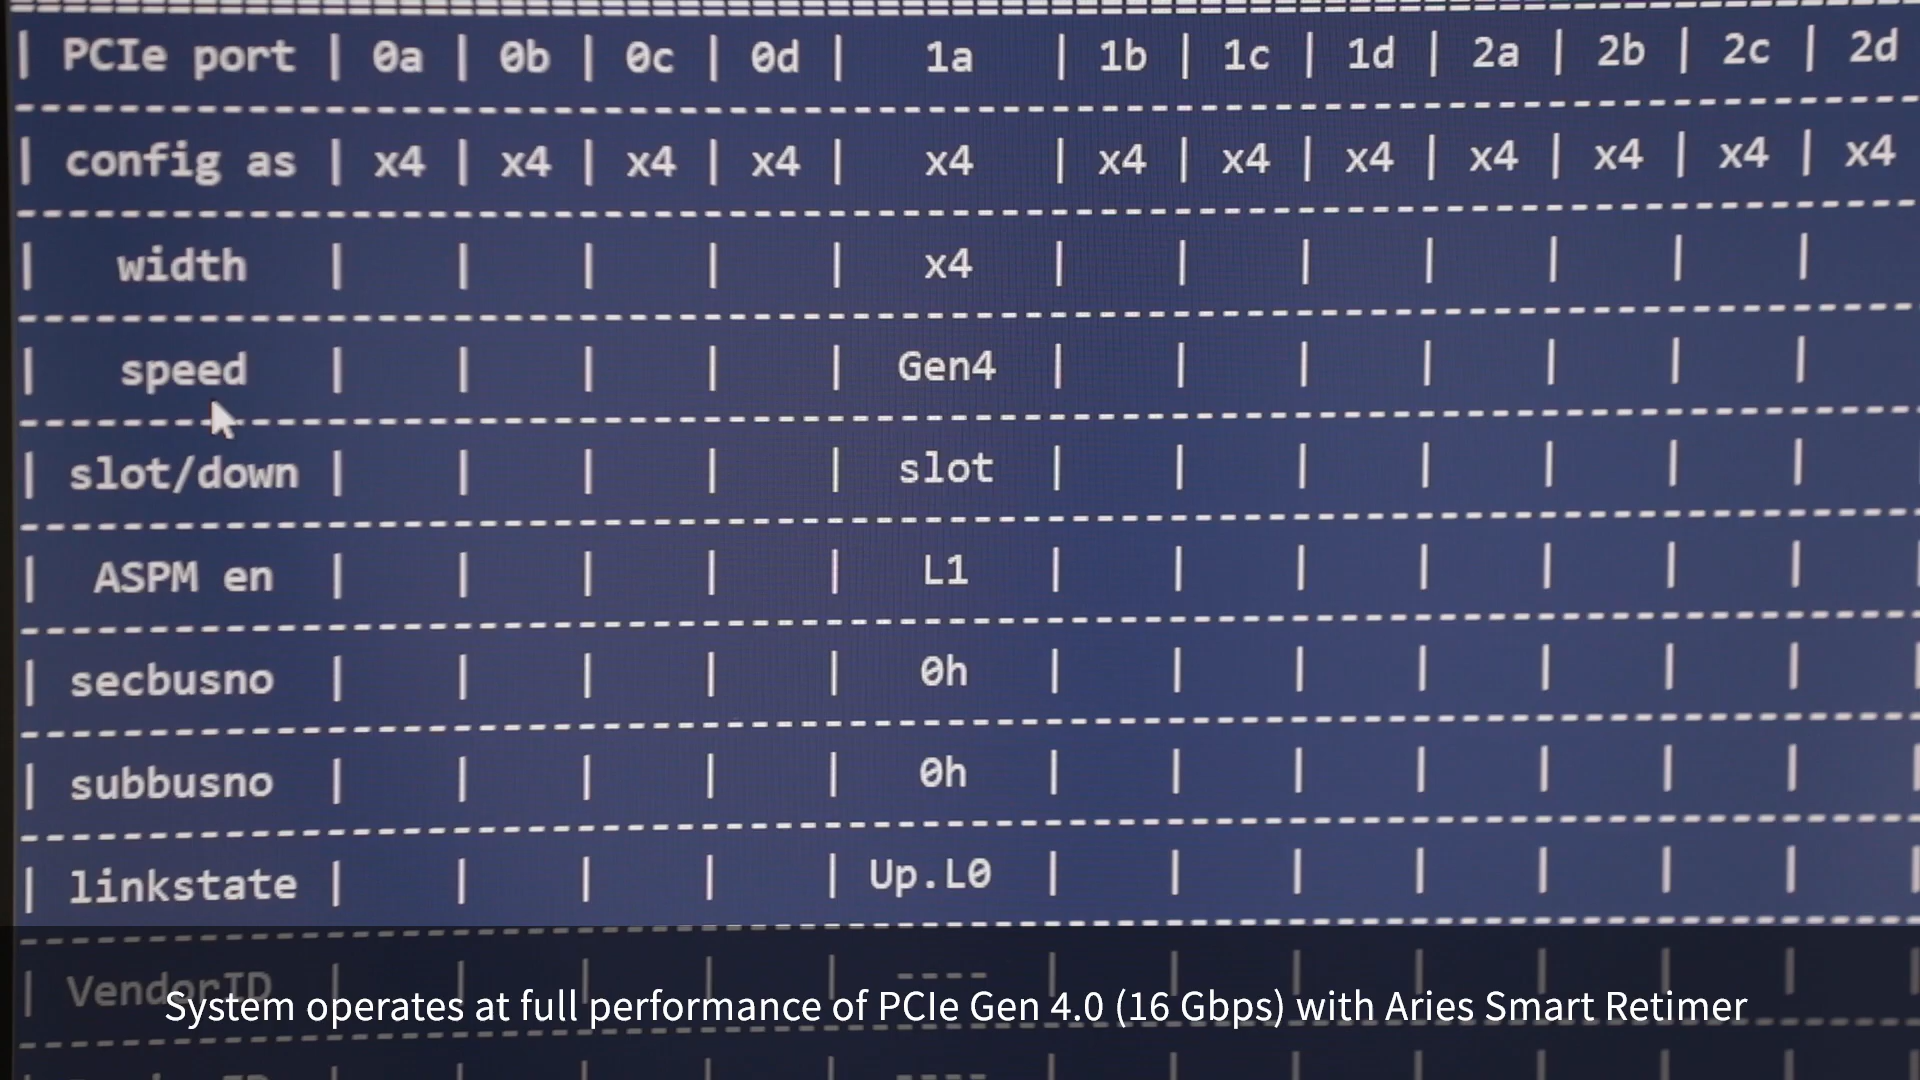 | PCIe port | 0a | 0b | 0c | 0d | 1a | 1b | 1c | 1d | 2a | 2b | 2c | 2d
| config as | x4 | x4 | x4 | x4 | x4 | x4 | x4 | x4 | x4 | x4 | x4 | x4
| width | | | | | x4 | | | | | | |
| speed | | | | | Gen4 | | | | | | |
| slot/down | | | | | slot | | | | | | |
| ASPM en | | | | | L1 | | | | | | |
| secbusno | | | | | 0h | | | | | | |
| subbusno | | | | | 0h | | | | | | |
| linkstate | | | | | Up.L0 | | | | | | |
| VendorID | | | | | ---- | | | | | | |
System operates at full performance of PCIe Gen 4.0 (16 Gbps) with Aries Smart Retimer